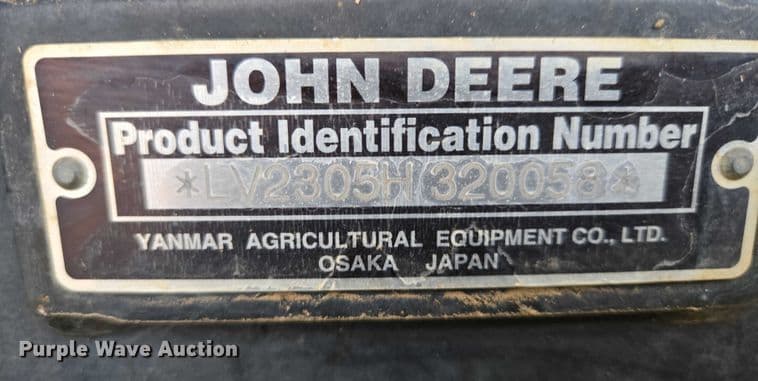 JOHN DEERE
Product Identification Number
*LV2305H320058*
YANMAR AGRICULTURAL EQUIPMENT CO., LTD.
OSAKA JAPAN
Purple Wave Auction